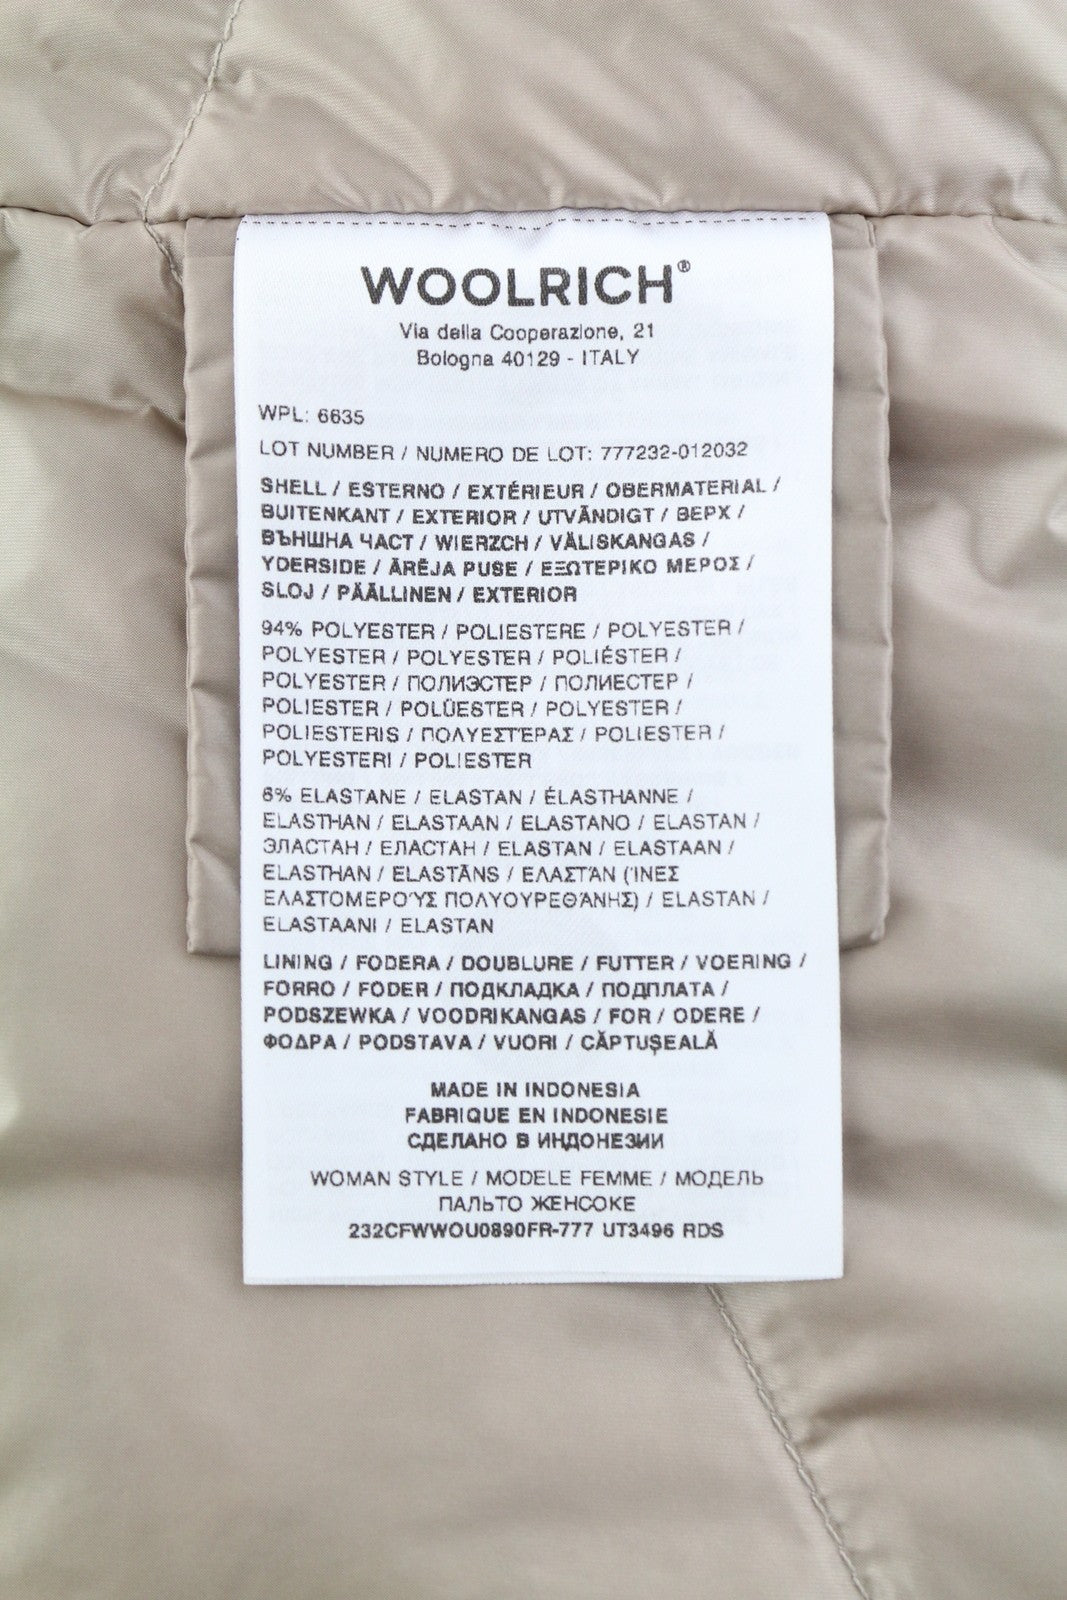 WOOLRICH®
Via della Cooperazione, 21
Bologna 40129 - ITALY
WPL: 6635
LOT NUMBER / NUMERO DE LOT: 777232-012032
SHELL / ESTERNO / EXTÉRIEUR / OBERMATERIAL /
BUITENKANT / EXTERIOR / UTVĀNDIGT / ВЕРХ /
ВЪНШНА ЧАСТ / WIERZCH / VÄLISKANGAS /
YDERSIDE / ĀRĒJA PUSE / ΕΞΩΤΕΡΙΚΟ ΜΕΡΟΣ /
SLOJ / PÄÄLLINEN / EXTERIOR
94% POLYESTER / POLIESTERE / POLYESTER /
POLYESTER / POLYESTER / POLIÉSTER /
POLYESTER / ПОЛИЭСТЕР / ПОЛИЕСТЕР /
POLIESTER / POLÜESTER / POLYESTER /
POLIESTERIS / ΠΟΛΥΕΣΤΈΡΑΣ / POLIESTER /
POLYESTERI / POLIESTER
6% ELASTANE / ELASTAN / ÉLASTHANNE /
ELASTHAN / ELASTAAN / ELASTANO / ELASTAN /
ЭЛАСТАН / ЕЛАСТАН / ELASTAN / ELASTAAN /
ELASTHAN / ELASTĀNS / ΕΛΑΣΤΆΝ (ΊΝΕΣ
ΕΛΑΣΤΟΜΕΡΟΎΣ ΠΟΛΥΟΥΡΕΘΆΝΗΣ) / ELASTAN /
ELASTAANI / ELASTAN
LINING / FODERA / DOUBLURE / FUTTER / VOERING /
FORRO / FODER / ПОДКЛАДКА / ПОДПЛАТА /
PODSZEWKA / VOODRIKANGAS / FOR / ODERE /
ΦΟΔΡΑ / PODSTAVA / VUORI / CĂPTUȘEALĂ
MADE IN INDONESIA
FABRIQUE EN INDONESIE
СДЕЛАНО В ИНДОНЕЗИИ
WOMAN STYLE / MODELE FEMME / МОДЕЛЬ
ПАЛЬТО ЖЕНСОКЕ
232CFWWOU0890FR-777 UT3496 RDS